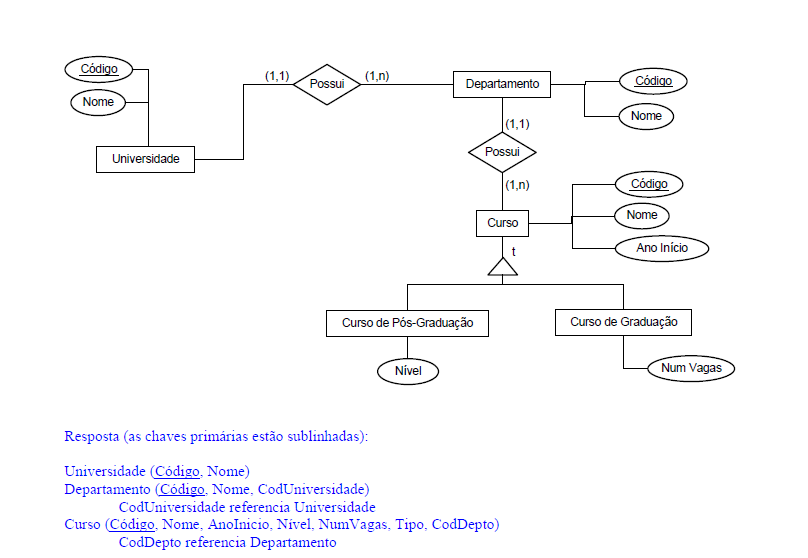 Código
Nome
Universidade
(1,1)
Possui
(1,n)
Departamento
Código
Nome
(1,1)
Possui
(1,n)
Curso
Código
Nome
Ano Início
t
Curso de Pós-Graduação
Curso de Graduação
Nível
Num Vagas
Resposta (as chaves primárias estão sublinhadas):
Universidade (Código, Nome)
Departamento (Código, Nome, CodUniversidade)
CodUniversidade referencia Universidade
Curso (Código, Nome, AnoInicio, Nível, NumVagas, Tipo, CodDepto)
CodDepto referencia Departamento